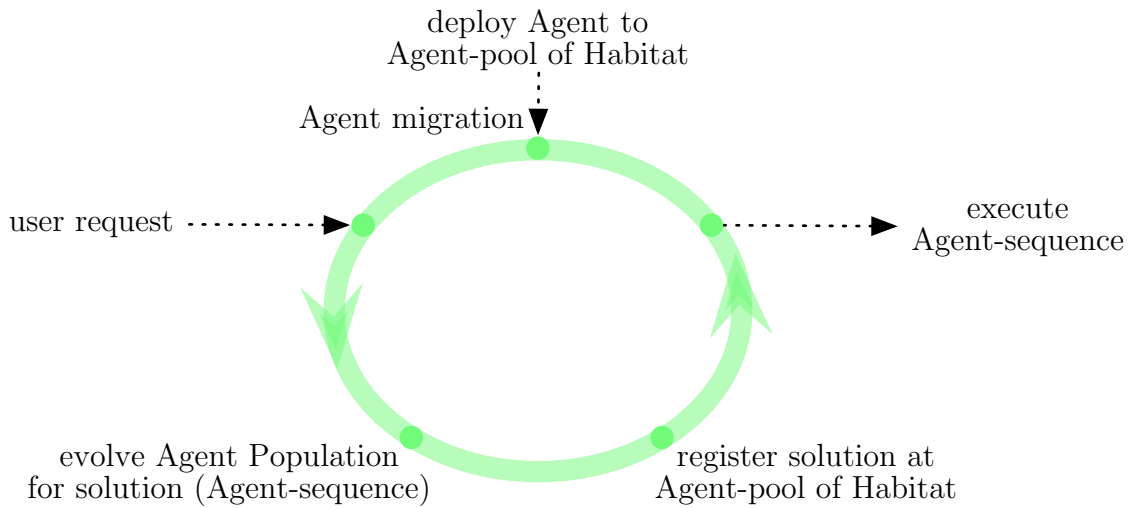 deploy Agent to
Agent-pool of Habitat
Agent migration
user request
execute
Agent-sequence
evolve Agent Population
for solution (Agent-sequence)
register solution at
Agent-pool of Habitat